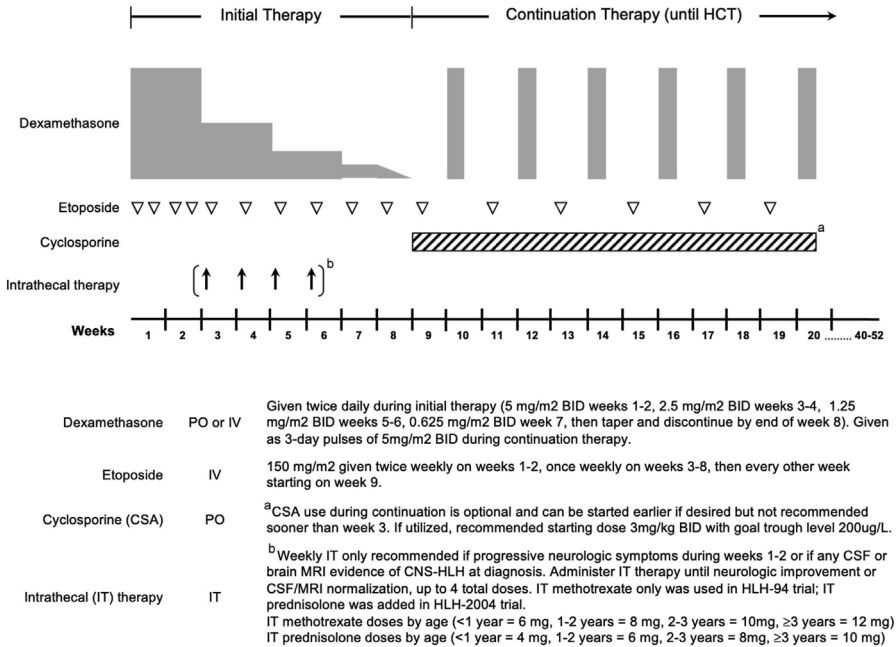 Initial Therapy
Continuation Therapy (until HCT)
Dexamethasone
Etoposide
Cyclosporine
a
Intrathecal therapy
b
Weeks
1 2 3 4 5 6 7 8 9 10 11 12 13 14 15 16 17 18 19 20 ......... 40-52
Dexamethasone
PO or IV
Given twice daily during initial therapy (5 mg/m2 BID weeks 1-2, 2.5 mg/m2 BID weeks 3-4, 1.25
mg/m2 BID weeks 5-6, 0.625 mg/m2 BID week 7, then taper and discontinue by end of week 8). Given
as 3-day pulses of 5mg/m2 BID during continuation therapy.
Etoposide
IV
150 mg/m2 given twice weekly on weeks 1-2, once weekly on weeks 3-8, then every other week
starting on week 9.
Cyclosporine (CSA)
PO
aCSA use during continuation is optional and can be started earlier if desired but not recommended
sooner than week 3. If utilized, recommended starting dose 3mg/kg BID with goal trough level 200ug/L.
Intrathecal (IT) therapy
IT
bWeekly IT only recommended if progressive neurologic symptoms during weeks 1-2 or if any CSF or
brain MRI evidence of CNS-HLH at diagnosis. Administer IT therapy until neurologic improvement or
CSF/MRI normalization, up to 4 total doses. IT methotrexate only was used in HLH-94 trial; IT
prednisolone was added in HLH-2004 trial.
IT methotrexate doses by age (<1 year = 6 mg, 1-2 years = 8 mg, 2-3 years = 10mg, ≥3 years = 12 mg)
IT prednisolone doses by age (<1 year = 4 mg, 1-2 years = 6 mg, 2-3 years = 8mg, ≥3 years = 10 mg)